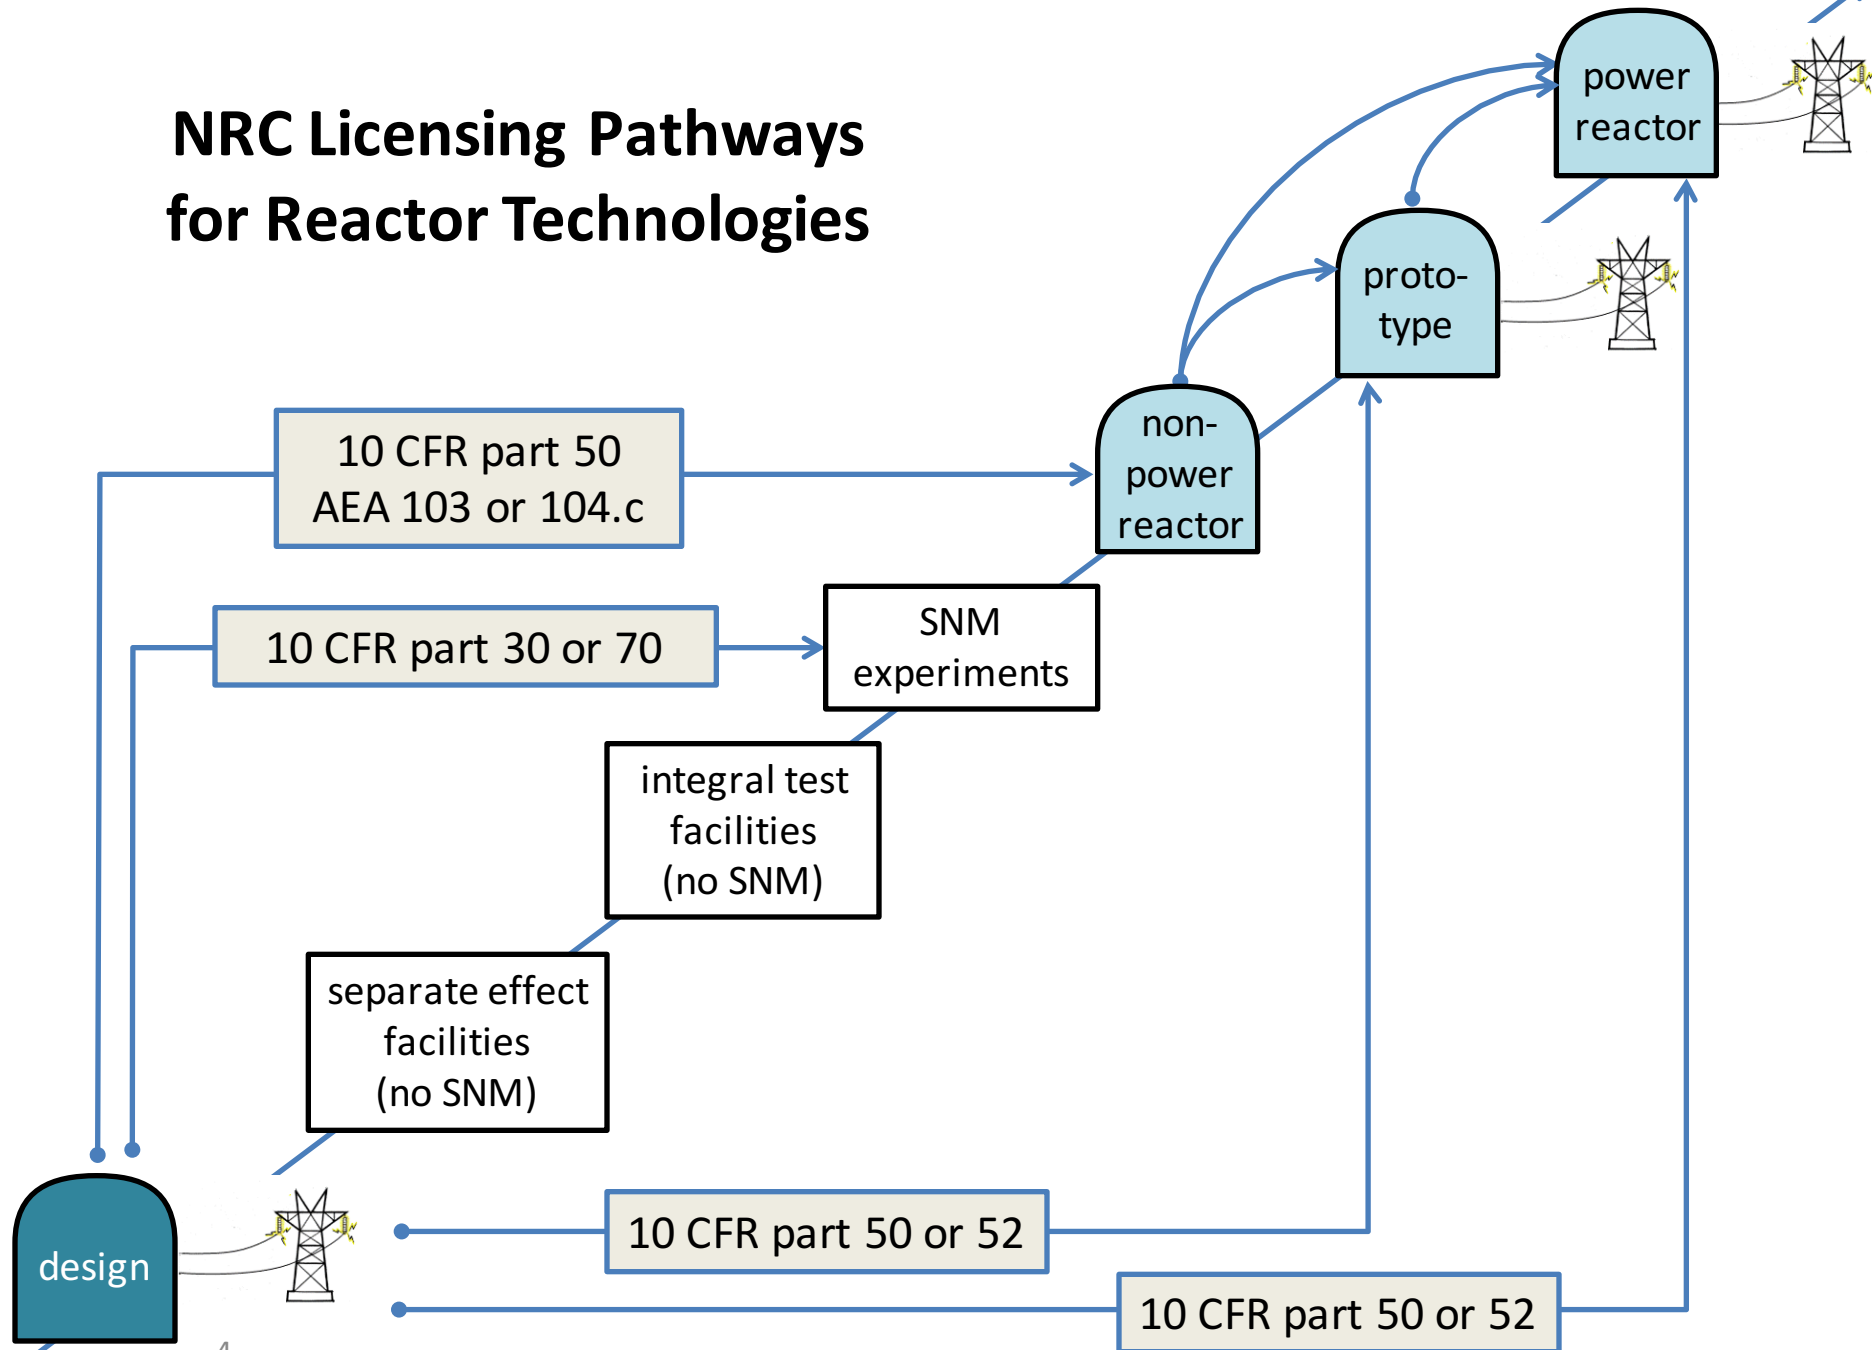 NRC Licensing Pathways
for Reactor Technologies
power
reactor
proto-
type
non-
power
reactor
10 CFR part 50
AEA 103 or 104.c
10 CFR part 30 or 70
SNM
experiments
integral test
facilities
(no SNM)
separate effect
facilities
(no SNM)
design
10 CFR part 50 or 52
10 CFR part 50 or 52
4